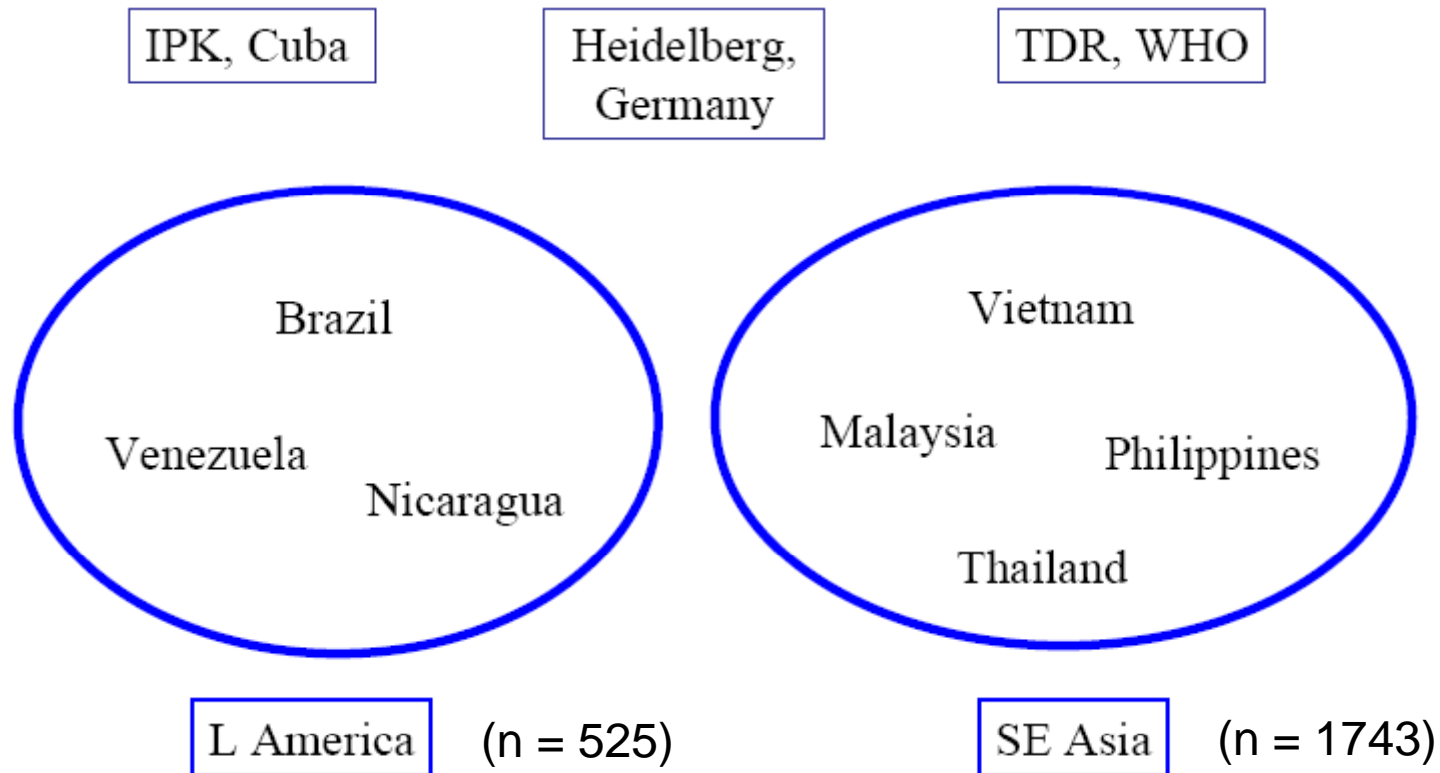 IPK, Cuba
Heidelberg,
Germany
TDR, WHO
Brazil
Venezuela
Nicaragua
Vietnam
Malaysia
Philippines
Thailand
L America (n = 525)
SE Asia (n = 1743)